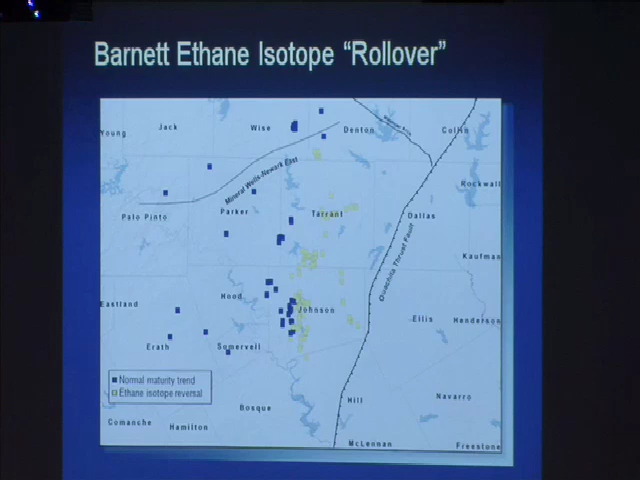 Barnett Ethane Isotope “Rollover”
Young
Jack
Wise
Denton
Collin
Mineral Wells-Newark East
Rockwall
Palo Pinto
Parker
Tarrant
Dallas
Ouachita Thrust Fault
Kaufman
Eastland
Hood
Johnson
Ellis
Henderson
Erath
Somervell
Normal maturity trend
Ethane isotope reversal
Hill
Navarro
Bosque
Comanche
Hamilton
McLennan
Freestone